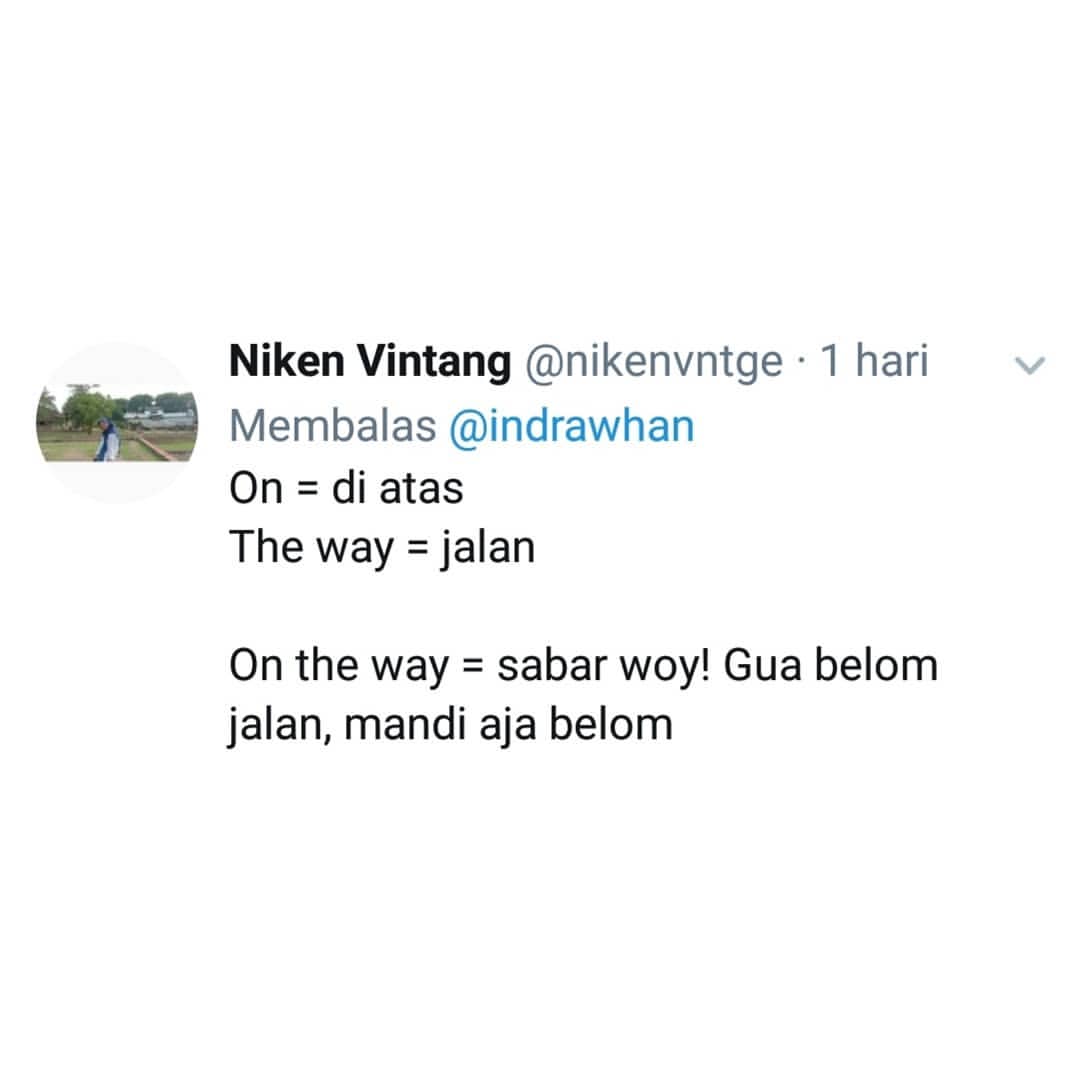 Niken Vintang @nikenvntge · 1 hari
Membalas @indrawhan
On = di atas
The way = jalan
On the way = sabar woy! Gua belom
jalan, mandi aja belom